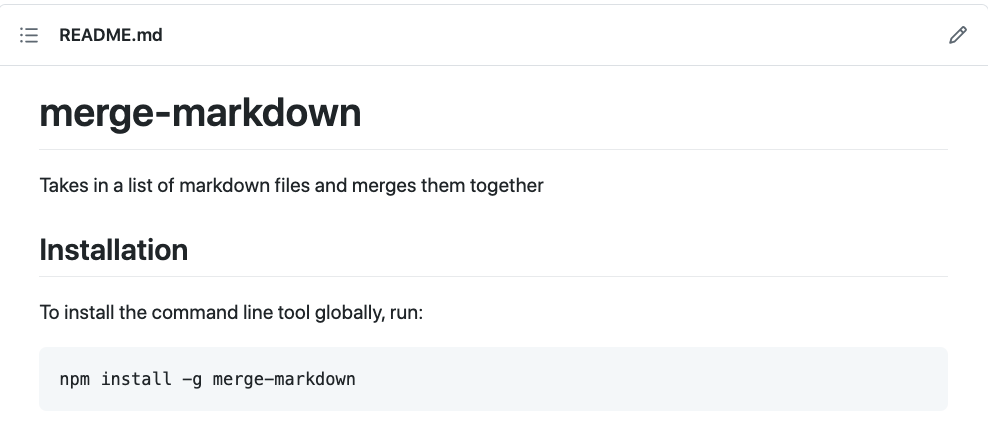 README.md
merge-markdown
Takes in a list of markdown files and merges them together
Installation
To install the command line tool globally, run:
npm install -g merge-markdown